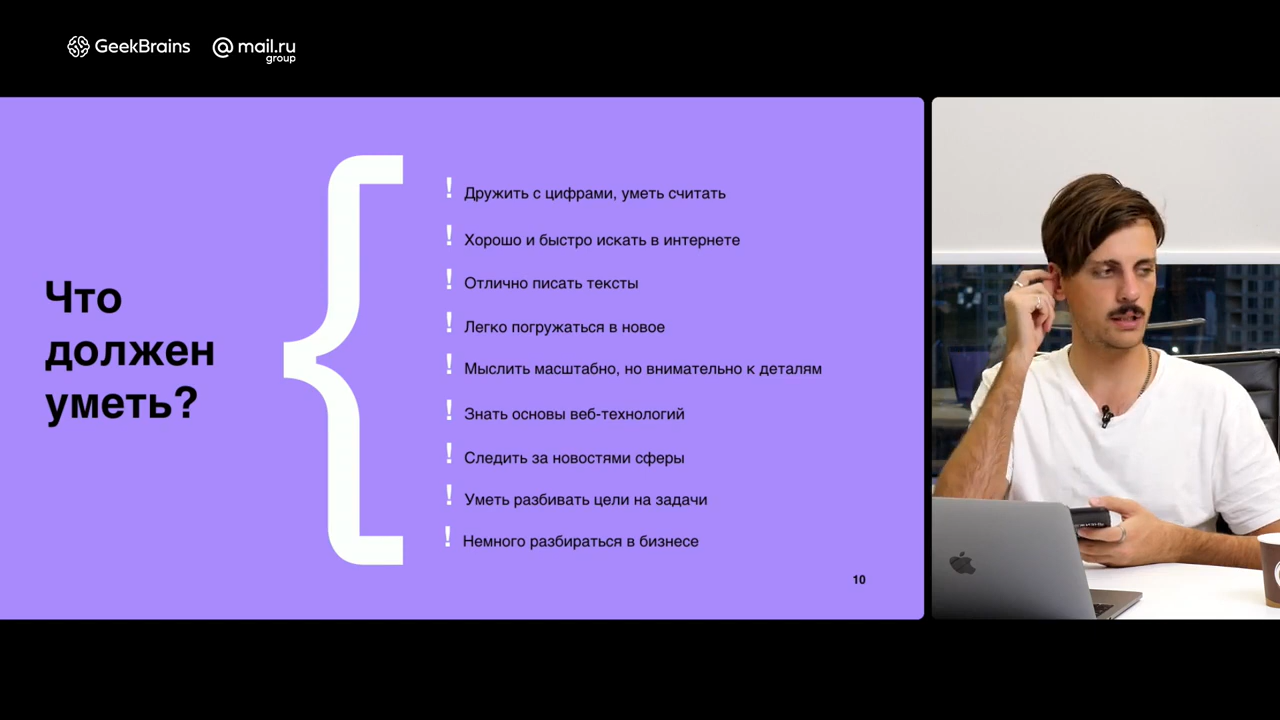 GeekBrains
@mail.ru
group
Что
должен
уметь?
! Дружить с цифрами, уметь считать
! Хорошо и быстро искать в интернете
! Отлично писать тексты
! Легко погружаться в новое
! Мыслить масштабно, но внимательно к деталям
! Знать основы веб-технологий
! Следить за новостями сферы
! Уметь разбивать цели на задачи
! Немного разбираться в бизнесе
10